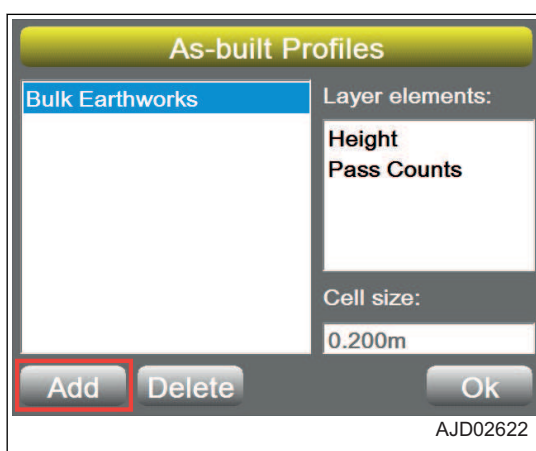 As-built Profiles
Bulk Earthworks
Layer elements:
Height
Pass Counts
Cell size:
0.200m
Add Delete Ok
AJD02622